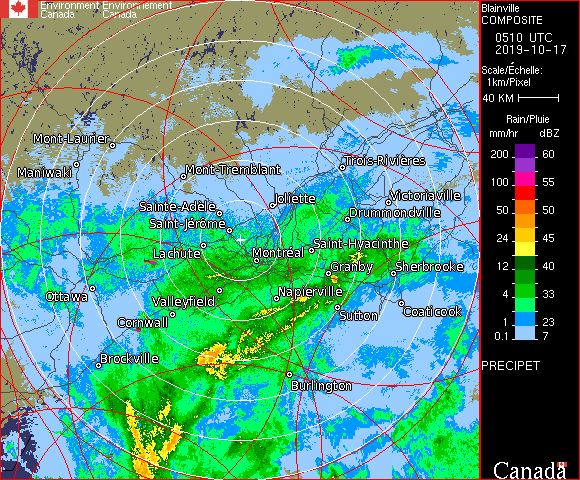 Environment Environnement
Canada Canada
Blainville
COMPOSITE
0510 UTC
2019-10-17
Scale/Échelle:
1km/Pixel
40 KM
Rain/Pluie
mm/hr dBZ
200 60
100 55
50 50
50 45
24 45
12 40
4 33
1 23
0.1 7
PRECIPET
Canada
Mont-Laurier
Maniwaki
Mont-Tremblant
Trois-Rivières
Sainte-Adèle
Joliette
Victoriaville
Saint-Jérôme
Drummondville
Lachute
Montréal
Saint-Hyacinthe
Granby
Sherbrooke
Ottawa
Valleyfield
Napierville
Cornwall
Sutton
Coaticook
Brockville
Burlington